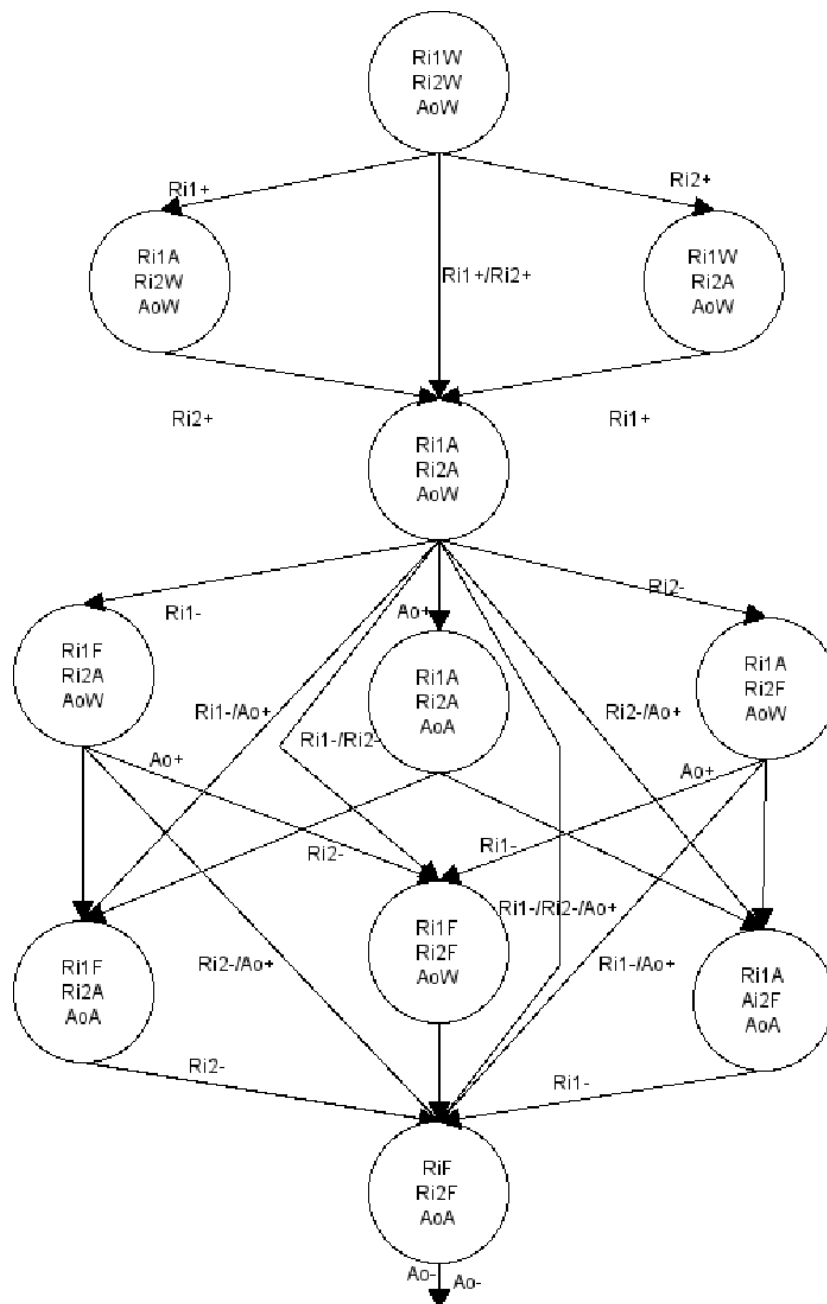 Ri1W
Ri2W
AoW
Ri1+
Ri2+
Ri1A
Ri2W
AoW
Ri1+/Ri2+
Ri1W
Ri2A
AoW
Ri2+
Ri1+
Ri1A
Ri2A
AoW
Ri1-
Ao+
Ri2-
Ri1F
Ri2A
AoW
Ri1A
Ri2A
AoA
Ri1A
Ri2F
AoW
Ri1-/Ao+
Ri1-/Ri2-
Ri2-/Ao+
Ao+
Ao+
Ri2-
Ri1-
Ri1F
Ri2A
AoA
Ri2-/Ao+
Ri1F
Ri2F
AoW
Ri1-/Ri2-/Ao+
Ri1-/Ao+
Ri1A
Ai2F
AoA
Ri2-
Ri1-
RiF
Ri2F
AoA
Ao-
Ao-